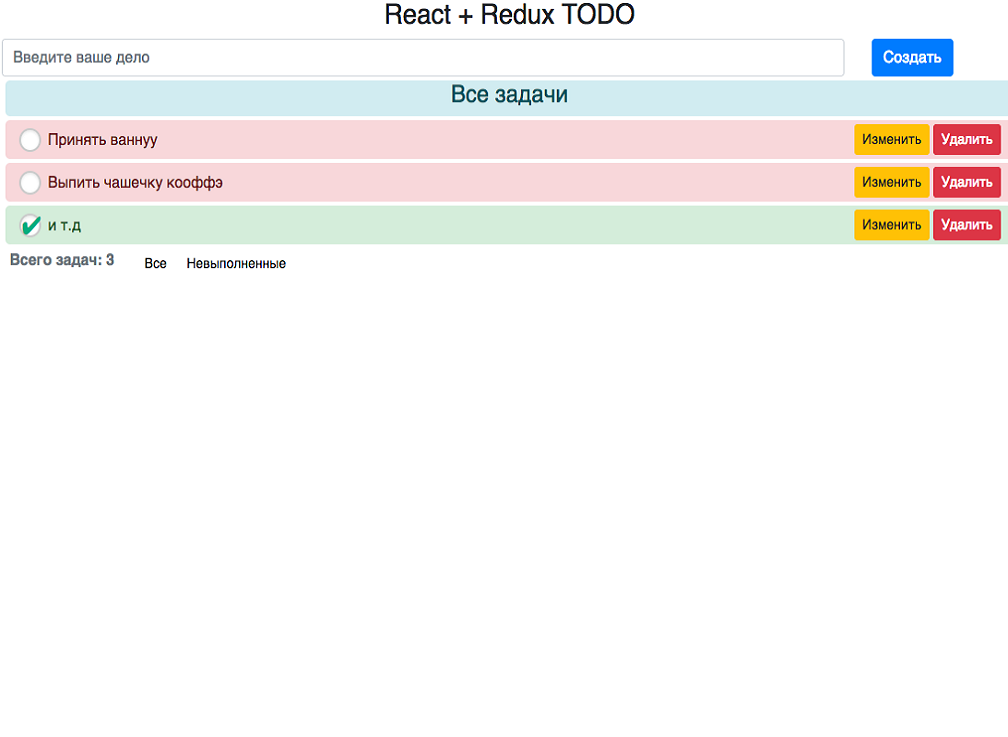 React + Redux TODO
Введите ваше дело Создать
Все задачи
Принять ваннуу Изменить Удалить
Выпить чашечку кооффэ Изменить Удалить
и т.д Изменить Удалить
Всего задач: 3 Все Невыполненные